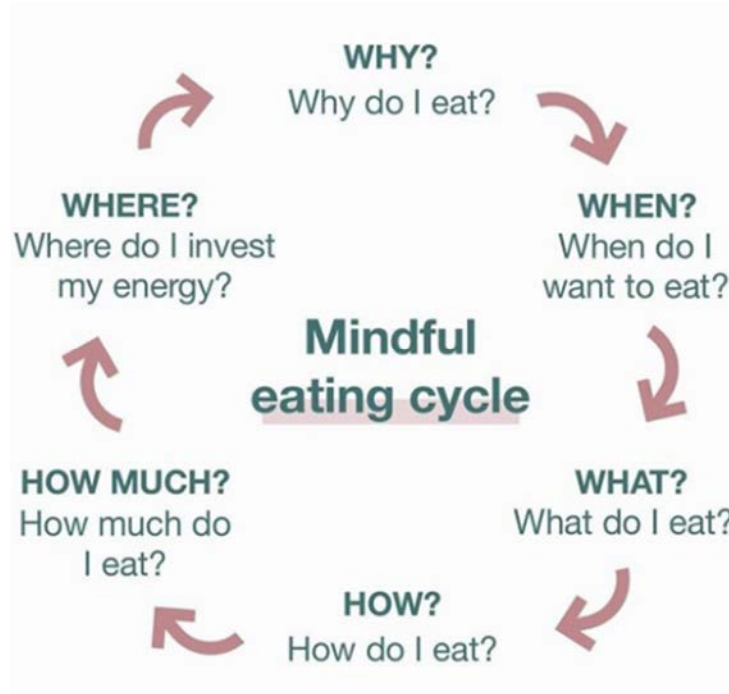 WHY?
Why do I eat?
WHEN?
When do I
want to eat?
WHAT?
What do I eat?
HOW?
How do I eat?
HOW MUCH?
How much do
I eat?
WHERE?
Where do I invest
my energy?
Mindful
eating cycle